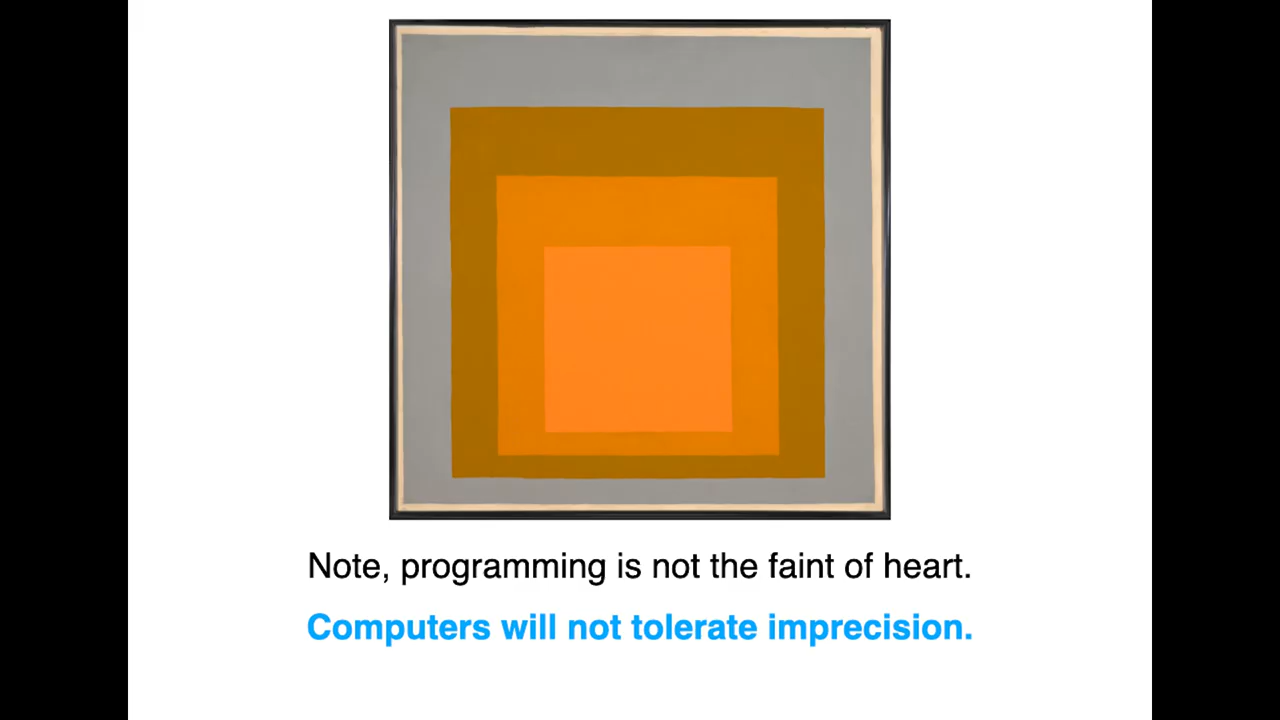 Note, programming is not the faint of heart.
Computers will not tolerate imprecision.